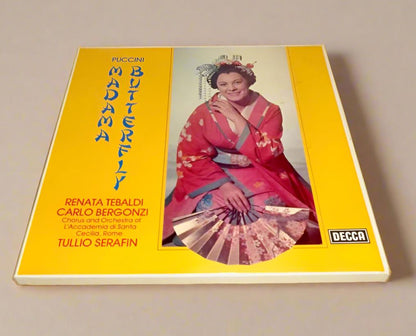 PUCCINI
MADAMA
BUTTERFLY
RENATA TEBALDI
CARLO BERGONZI
Chorus and Orchestra of
L'Accademia di Santa
Cecilia, Rome
TULLIO SERAFIN
DECCA